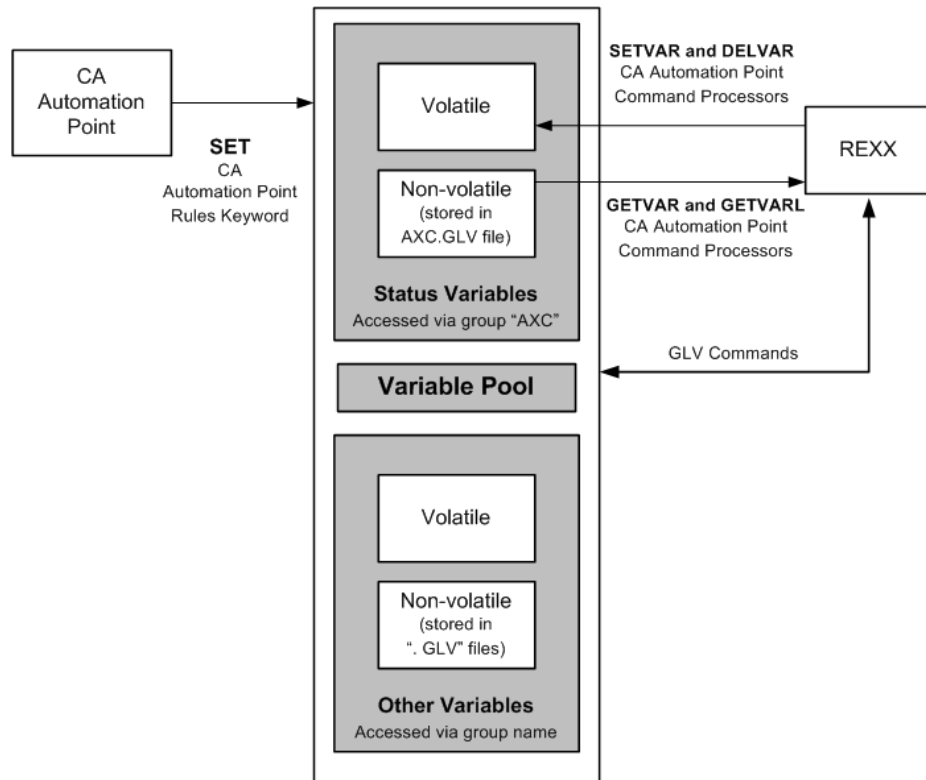 CA
Automation
Point
SET
CA
Automation Point
Rules Keyword
Volatile
Non-volatile
(stored in
AXC.GLV file)
Status Variables
Accessed via group “AXC”
SETVAR and DELVAR
CA Automation Point
Command Processors
REXX
GETVAR and GETVARL
CA Automation Point
Command Processors
GLV Commands
Variable Pool
Volatile
Non-volatile
(stored in
“. GLV” files)
Other Variables
Accessed via group name